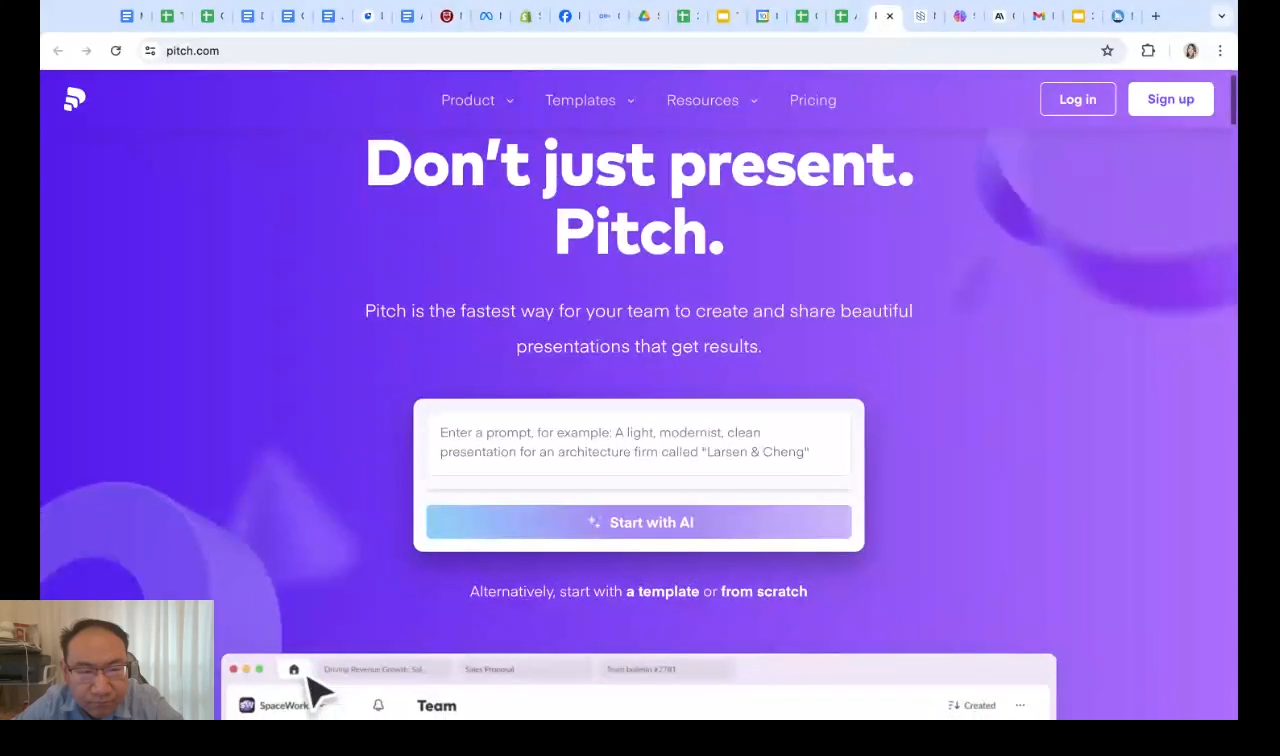 pitch.com
Product
Templates
Resources
Pricing
Log in
Sign up
Don't just present.
Pitch.
Pitch is the fastest way for your team to create and share beautiful
presentations that get results.
Enter a prompt, for example: A light, modernist, clean
presentation for an architecture firm called "Larsen & Cheng"
Start with AI
Alternatively, start with a template or from scratch
Driving Revenue Growth: Sal...
Sales Proposal
SpaceWork
Team
Created